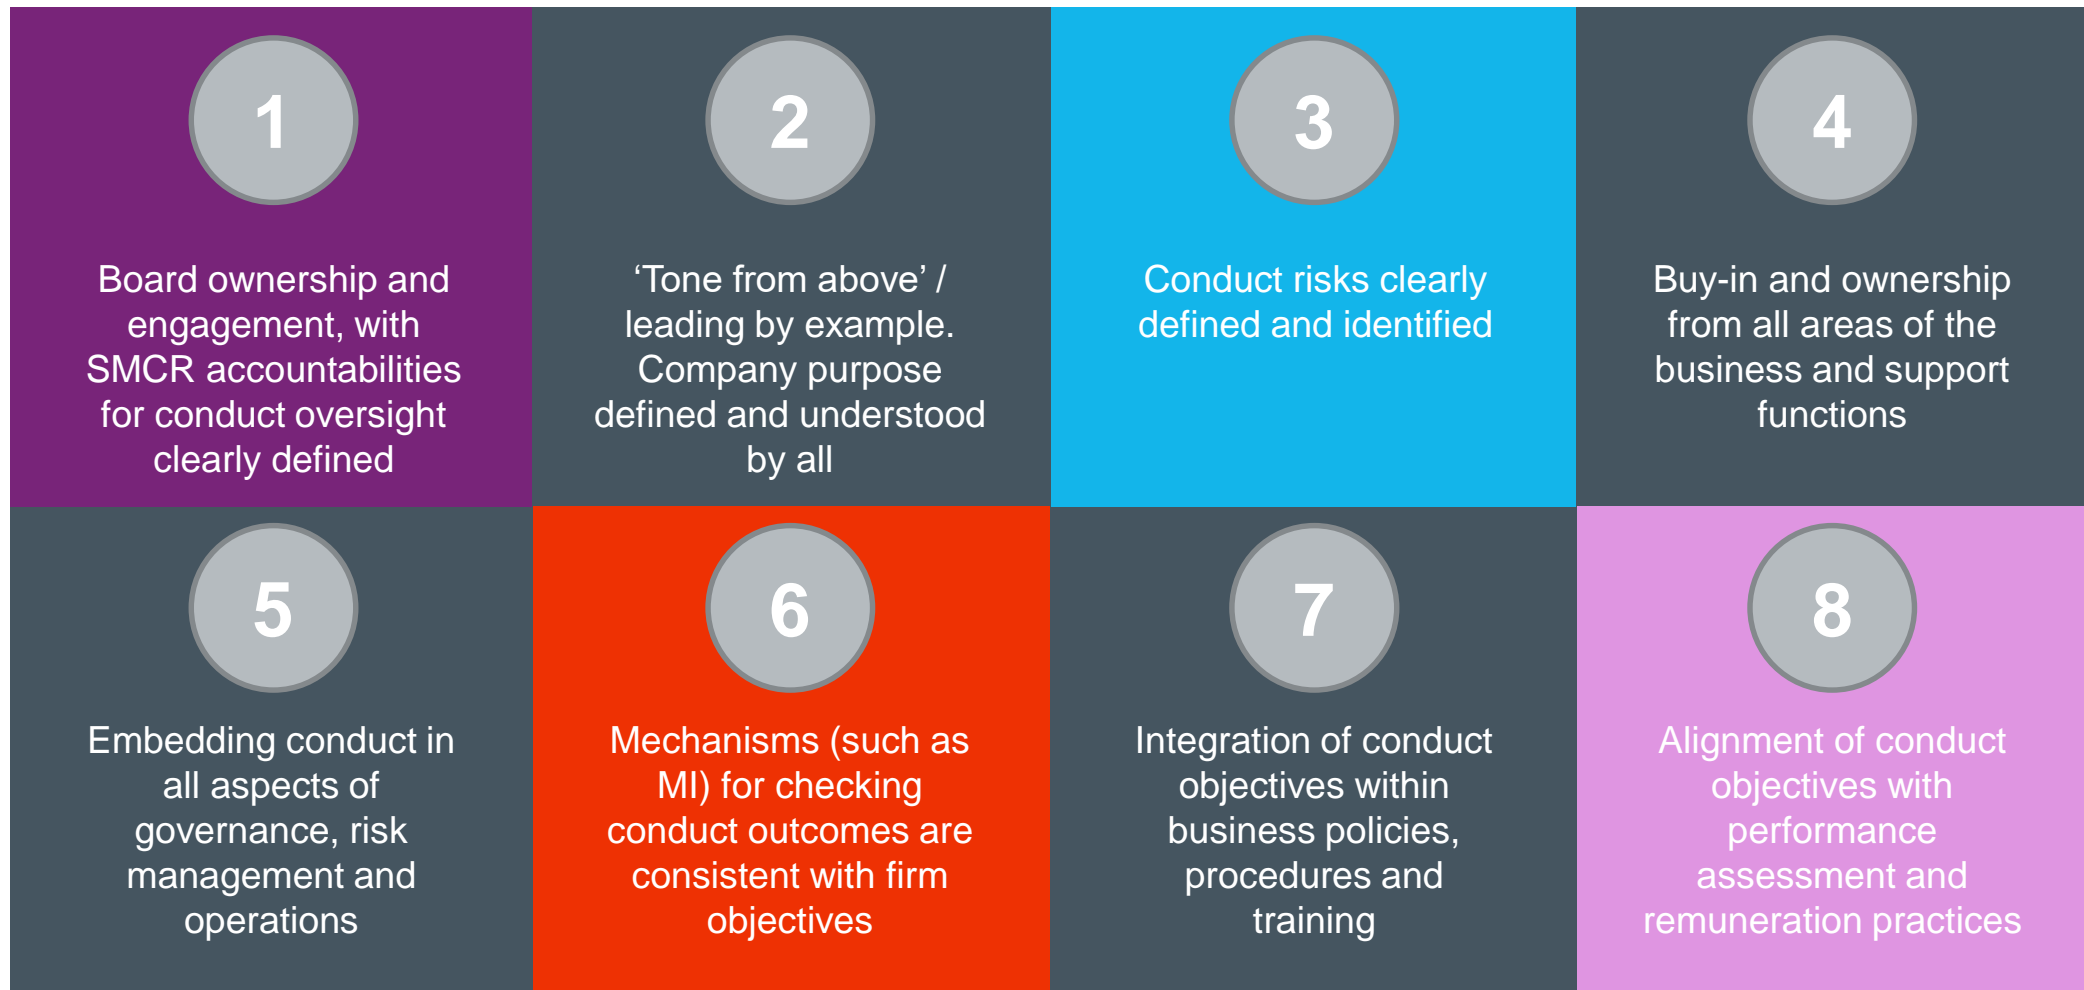 1
Board ownership and
engagement, with
SMCR accountabilities
for conduct oversight
clearly defined
2
‘Tone from above’ /
leading by example.
Company purpose
defined and understood
by all
3
Conduct risks clearly
defined and identified
4
Buy-in and ownership
from all areas of the
business and support
functions
5
Embedding conduct in
all aspects of
governance, risk
management and
operations
6
Mechanisms (such as
MI) for checking
conduct outcomes are
consistent with firm
objectives
7
Integration of conduct
objectives within
business policies,
procedures and
training
8
Alignment of conduct
objectives with
performance
assessment and
remuneration practices